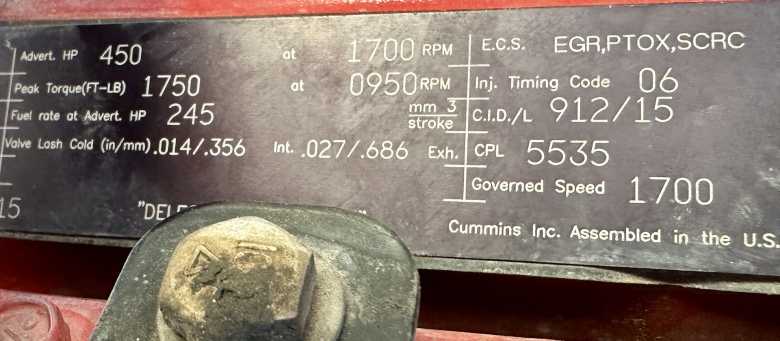 Advert. HP 450 at 1700 RPM E.C.S. EGR,PTOX,SCRC
Peak Torque(FT-LB) 1750 at 0950 RPM Inj. Timing Code 06
Fuel rate at Advert. HP 245 mm 3 stroke C.I.D./L 912/15
Valve Lash Cold (in/mm) .014/.356 Int. .027/.686 Exh. CPL 5535
Governed Speed 1700
15
Cummins Inc. Assembled in the U.S.